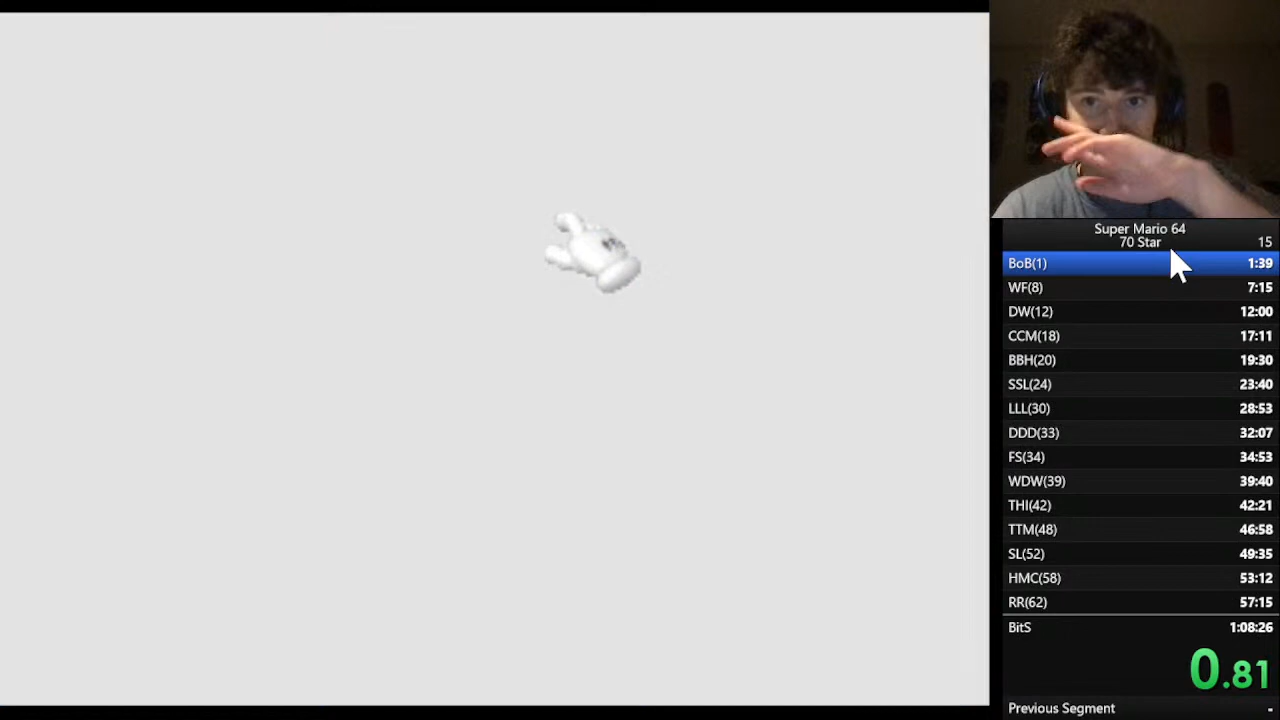 Super Mario 64
70 Star 15
BoB(1) 1:39
WF(8) 7:15
DW(12) 12:00
CCM(18) 17:11
BBH(20) 19:30
SSL(24) 23:40
LLL(30) 28:53
DDD(33) 32:07
FS(34) 34:53
WDW(39) 39:40
THI(42) 42:21
TTM(48) 46:58
SL(52) 49:35
HMC(58) 53:12
RR(62) 57:15
BitS 1:08:26
0.81
Previous Segment -